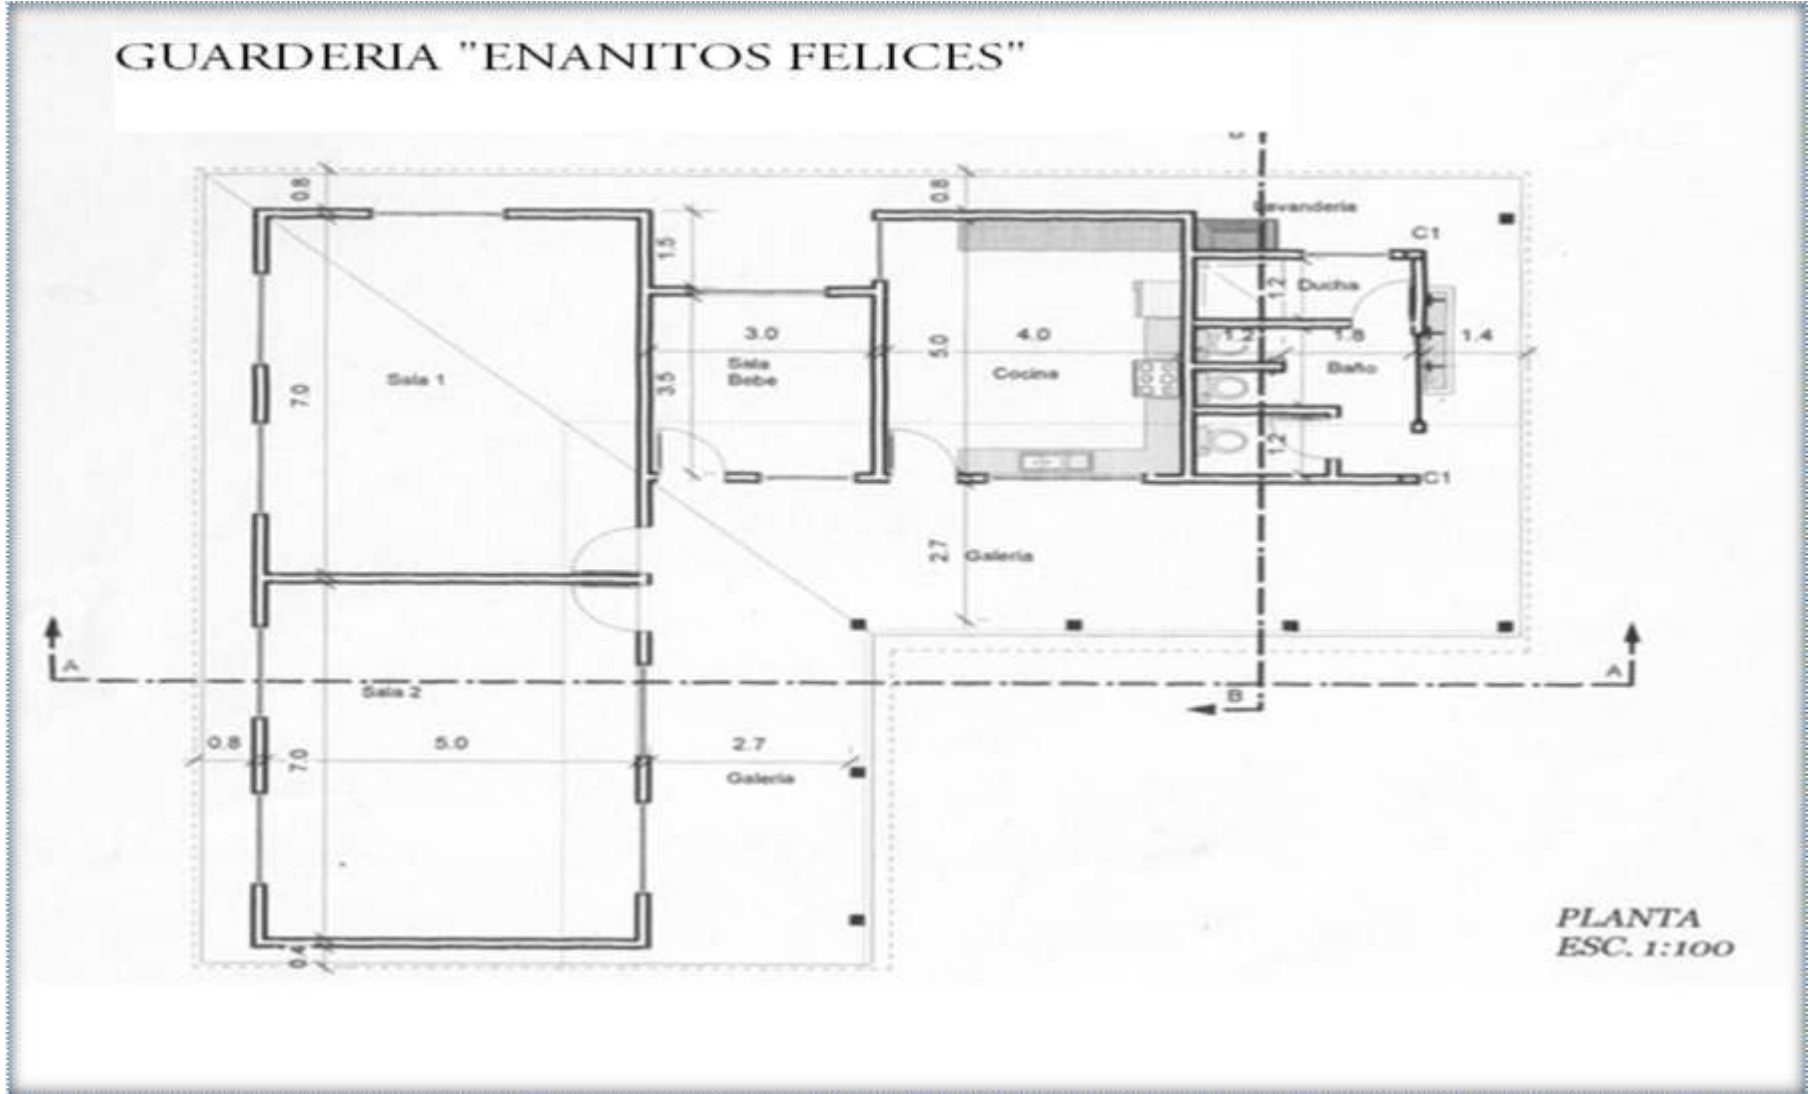 GUARDERIA "ENANITOS FELICES"
0.8
0.8
Lavanderia
C1
1.5
Ducha
1.2
3.0
4.0
1.2
1.8
1.4
5.0
Sala
Bebe
Cocina
Baño
Sala 1
7.0
3.5
1.2
C1
2.7
Galeria
A
A
Sala 2
B
0.8
5.0
2.7
7.0
Galeria
0.4
PLANTA
ESC. 1:100